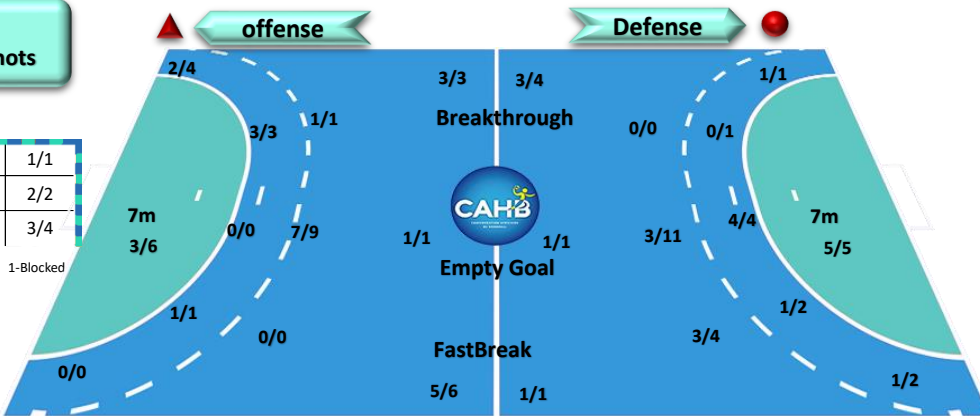 offense
Defense
hots
2/4
3/3
3/4
1/1
1/1
Breakthrough
3/3
0/0
0/1
1/1
2/2
3/4
1-Blocked
CAHB
7m
3/6
0/0
7/9
1/1
1/1
3/11
4/4
7m
5/5
Empty Goal
1/1
1/2
0/0
3/4
FastBreak
0/0
5/6
1/1
1/2